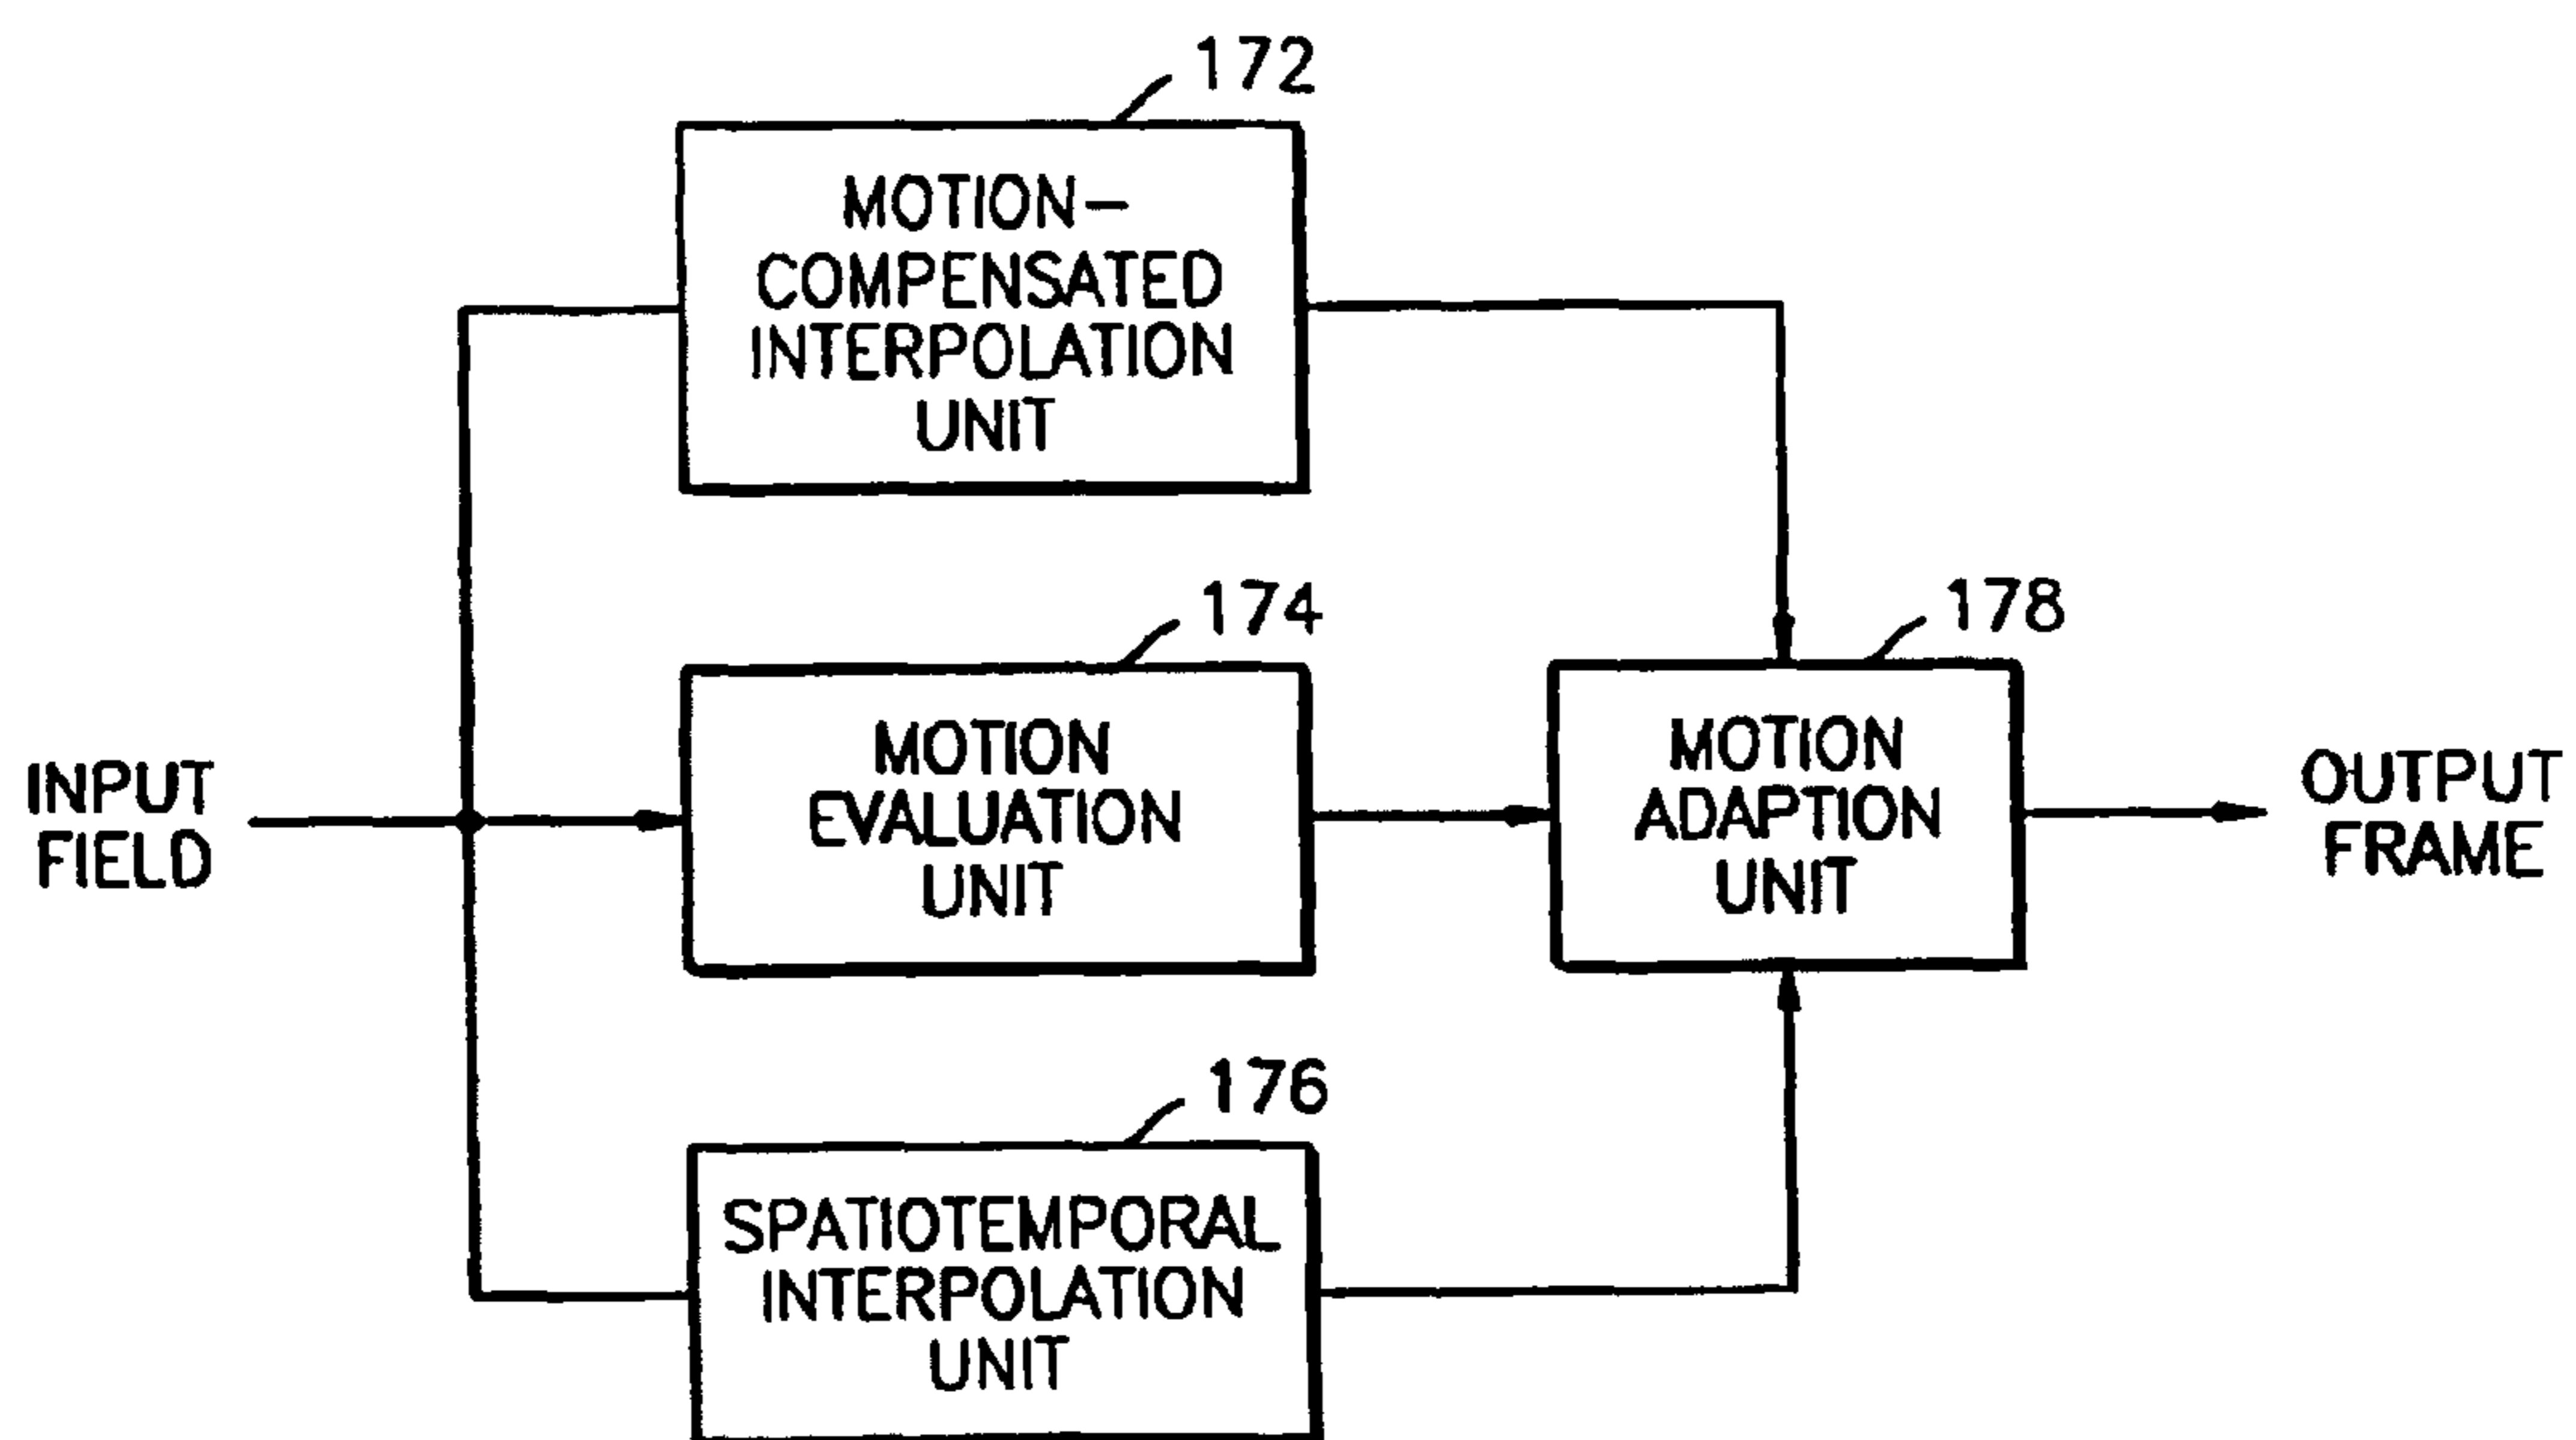 172
MOTION-
COMPENSATED
INTERPOLATION
UNIT
174
MOTION
EVALUATION
UNIT
178
MOTION
ADAPTION
UNIT
INPUT
FIELD
OUTPUT
FRAME
176
SPATIOTEMPORAL
INTERPOLATION
UNIT